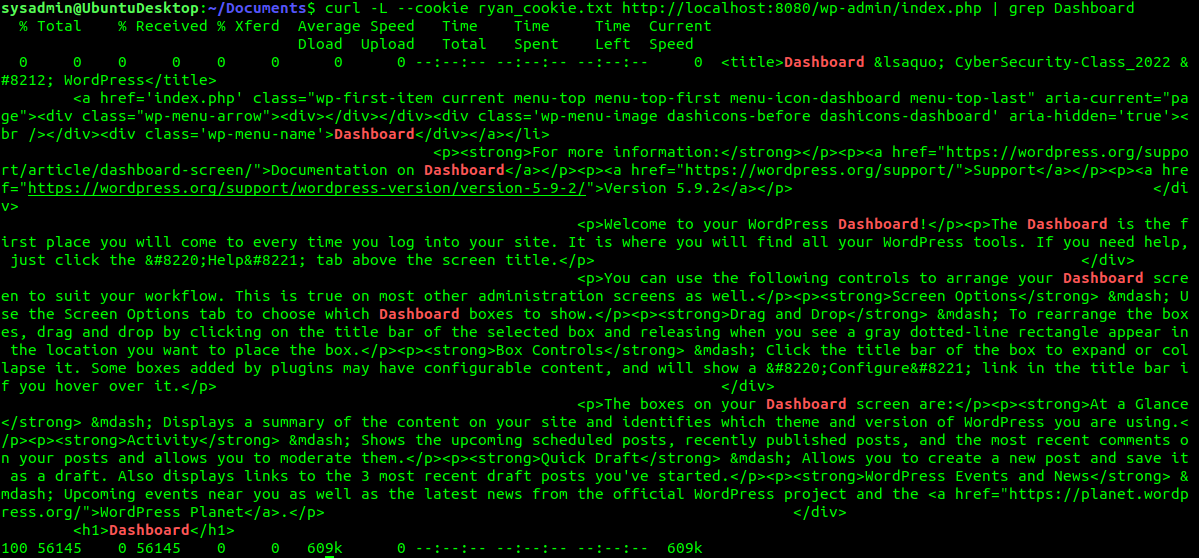 sysadmin@UbuntuDesktop:~/Documents$ curl -L --cookie ryan_cookie.txt http://localhost:8080/wp-admin/index.php | grep Dashboard
  % Total    % Received % Xferd  Average Speed   Time    Time     Time  Current
                                 Dload  Upload   Total   Spent    Left  Speed
  0     0    0     0    0     0      0      0 --:--:-- --:--:-- --:--:--     0  <title>Dashboard &lsaquo; CyberSecurity-Class_2022 &
#8212; WordPress</title>
        <a href='index.php' class="wp-first-item current menu-top menu-top-first menu-icon-dashboard menu-top-last" aria-current="pa
ge"><div class="wp-menu-arrow"><div></div></div><div class='wp-menu-image dashicons-before dashicons-dashboard' aria-hidden='true'><
br /></div><div class='wp-menu-name'>Dashboard</div></a></li>
                                                <p><strong>For more information:</strong></p><p><a href="https://wordpress.org/suppo
rt/article/dashboard-screen/">Documentation on Dashboard</a></p><p><a href="https://wordpress.org/support/">Support</a></p><p><a hre
f="https://wordpress.org/support/wordpress-version/version-5-9-2/">Version 5.9.2</a></p>                                        </di
v>
                                                                <p>Welcome to your WordPress Dashboard!</p><p>The Dashboard is the f
irst place you will come to every time you log into your site. It is where you will find all your WordPress tools. If you need help,
 just click the &#8220;Help&#8221; tab above the screen title.</p>                                                      </div>
                                                                <p>You can use the following controls to arrange your Dashboard scre
en to suit your workflow. This is true on most other administration screens as well.</p><p><strong>Screen Options</strong> &mdash; U
se the Screen Options tab to choose which Dashboard boxes to show.</p><p><strong>Drag and Drop</strong> &mdash; To rearrange the box
es, drag and drop by clicking on the title bar of the selected box and releasing when you see a gray dotted-line rectangle appear in
 the location you want to place the box.</p><p><strong>Box Controls</strong> &mdash; Click the title bar of the box to expand or col
lapse it. Some boxes added by plugins may have configurable content, and will show a &#8220;Configure&#8221; link in the title bar i
f you hover over it.</p>                                                        </div>
                                                                <p>The boxes on your Dashboard screen are:</p><p><strong>At a Glance
</strong> &mdash; Displays a summary of the content on your site and identifies which theme and version of WordPress you are using.<
/p><p><strong>Activity</strong> &mdash; Shows the upcoming scheduled posts, recently published posts, and the most recent comments o
n your posts and allows you to moderate them.</p><p><strong>Quick Draft</strong> &mdash; Allows you to create a new post and save it
 as a draft. Also displays links to the 3 most recent draft posts you've started.</p><p><strong>WordPress Events and News</strong> &
mdash; Upcoming events near you as well as the latest news from the official WordPress project and the <a href="https://planet.wordp
ress.org/">WordPress Planet</a>.</p>                                                    </div>
        <h1>Dashboard</h1>
100 56145    0 56145    0     0   609k      0 --:--:-- --:--:-- --:--:--  609k